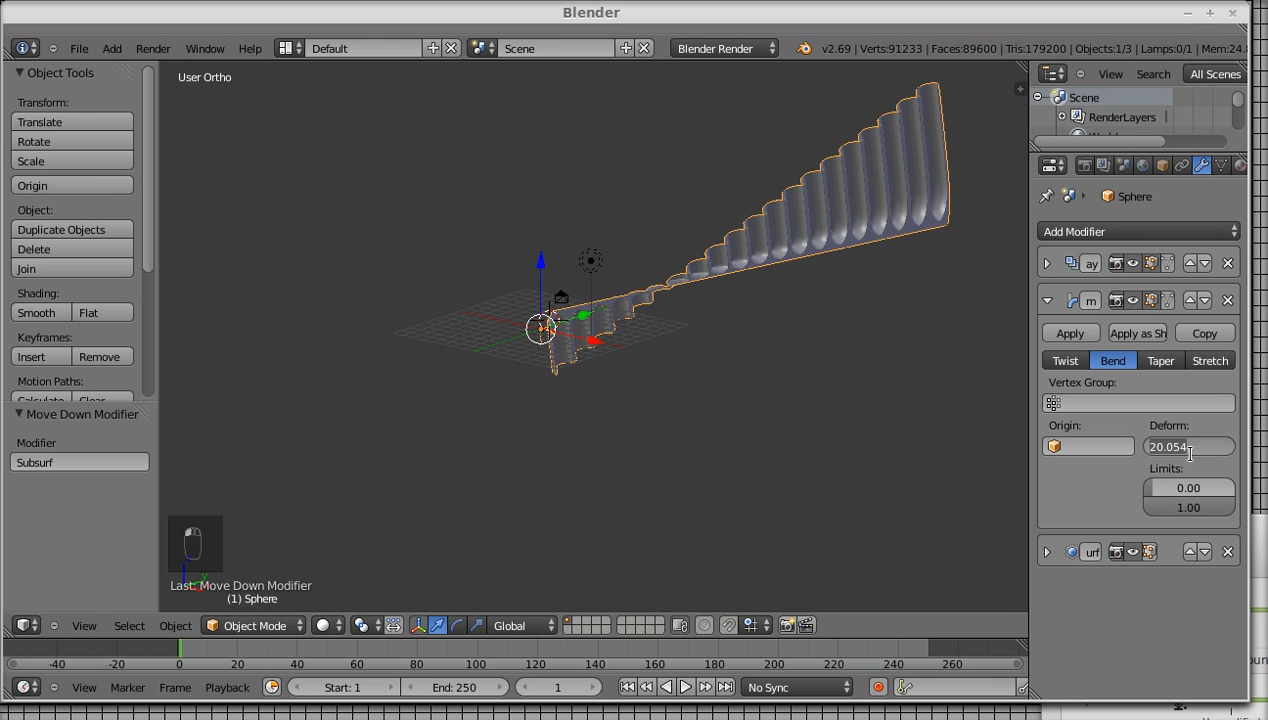 Blender
File Add Render Window Help Default Scene Blender Render v2.69 | Verts:91233 | Faces:89600 | Tris:179200 | Objects:1/3 | Lamps:0/1 | Mem:24.
Object Tools
Transform:
Translate
Rotate
Scale
Origin
Object:
Duplicate Objects
Delete
Join
Shading:
Smooth Flat
Keyframes:
Insert Remove
Motion Paths:
Calculate Clear
Move Down Modifier
Modifier
Subsurf
User Ortho
Last: Move Down Modifier
(1) Sphere
View Select Object Object Mode Global
-40 -20 0 20 40 60 80 100 120 140 160 180 200 220 240 260
View Marker Frame Playback Start: 1 End: 250 1 No Sync
View Search All Scenes
Scene
RenderLayers
Sphere
Add Modifier
ay
m
Apply Apply as Sh Copy
Twist Bend Taper Stretch
Vertex Group:
Origin: Deform:
20.054
Limits:
0.00
1.00
urf